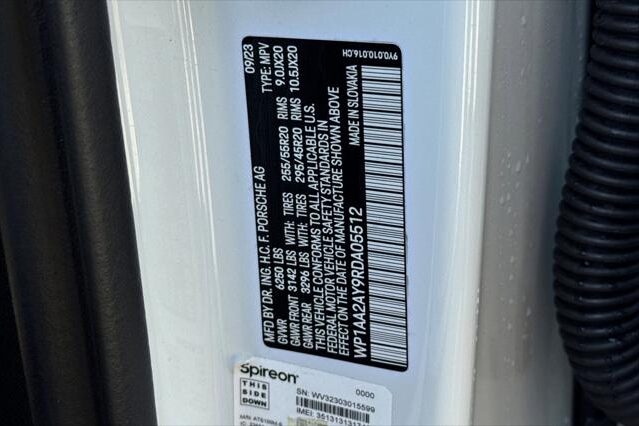 MFD BY DR. ING. H.C. F. PORSCHE AG 09/23
GVWR 6250 LBS TYPE: MPV
GAWR FRONT 3142 LBS WITH: TIRES 255/55R20 RIMS 9.0JX20
GAWR REAR 3296 LBS WITH: TIRES 295/45R20 RIMS 10.5JX20
THIS VEHICLE CONFORMS TO ALL APPLICABLE U.S.
FEDERAL MOTOR VEHICLE SAFETY STANDARDS IN
EFFECT ON THE DATE OF MANUFACTURE SHOWN ABOVE
WP1AA2AY9RDA05512
MADE IN SLOVAKIA
9Y0.010.016.CH
Spireon
0000
THIS
SIDE
DOWN
SN: WV32303015599
IMEI: